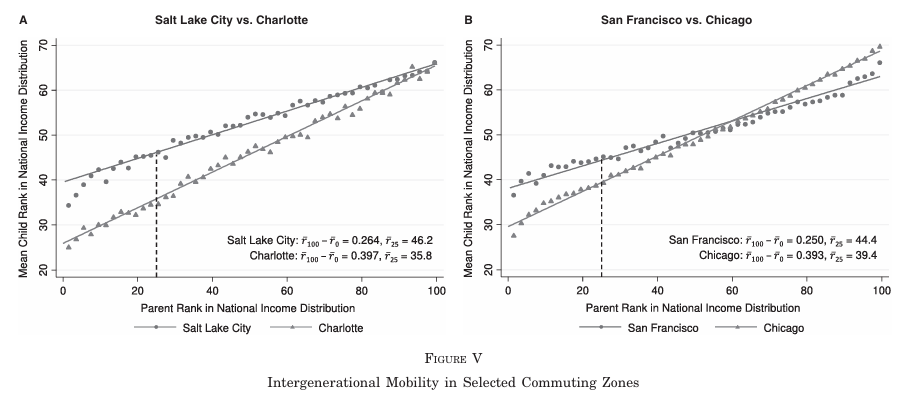 A
Salt Lake City vs. Charlotte
Mean Child Rank in National Income Distribution
70
60
50
40
30
20
Salt Lake City: r̄₁₀₀ – r̄₀ = 0.264, r̄₂₅ = 46.2
Charlotte: r̄₁₀₀ – r̄₀ = 0.397, r̄₂₅ = 35.8
0 20 40 60 80 100
Parent Rank in National Income Distribution
Salt Lake City Charlotte
B
San Francisco vs. Chicago
Mean Child Rank in National Income Distribution
70
60
50
40
30
20
San Francisco: r̄₁₀₀ – r̄₀ = 0.250, r̄₂₅ = 44.4
Chicago: r̄₁₀₀ – r̄₀ = 0.393, r̄₂₅ = 39.4
0 20 40 60 80 100
Parent Rank in National Income Distribution
San Francisco Chicago
FIGURE V
Intergenerational Mobility in Selected Commuting Zones